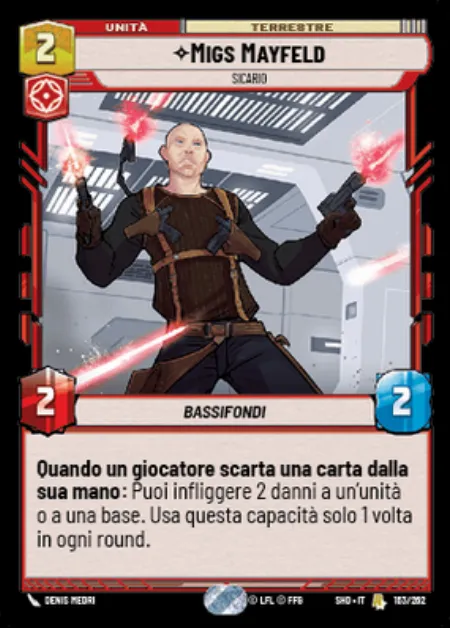 2
UNITÀ
TERRESTRE
MIGS MAYFELD
SICARIO
2
BASSIFONDI
2
Quando un giocatore scarta una carta dalla
sua mano: Puoi infliggere 2 danni a un'unità
o a una base. Usa questa capacità solo 1 volta
in ogni round.
DENIS MEDRI
© LFL © FFG
SHD • IT
163/262